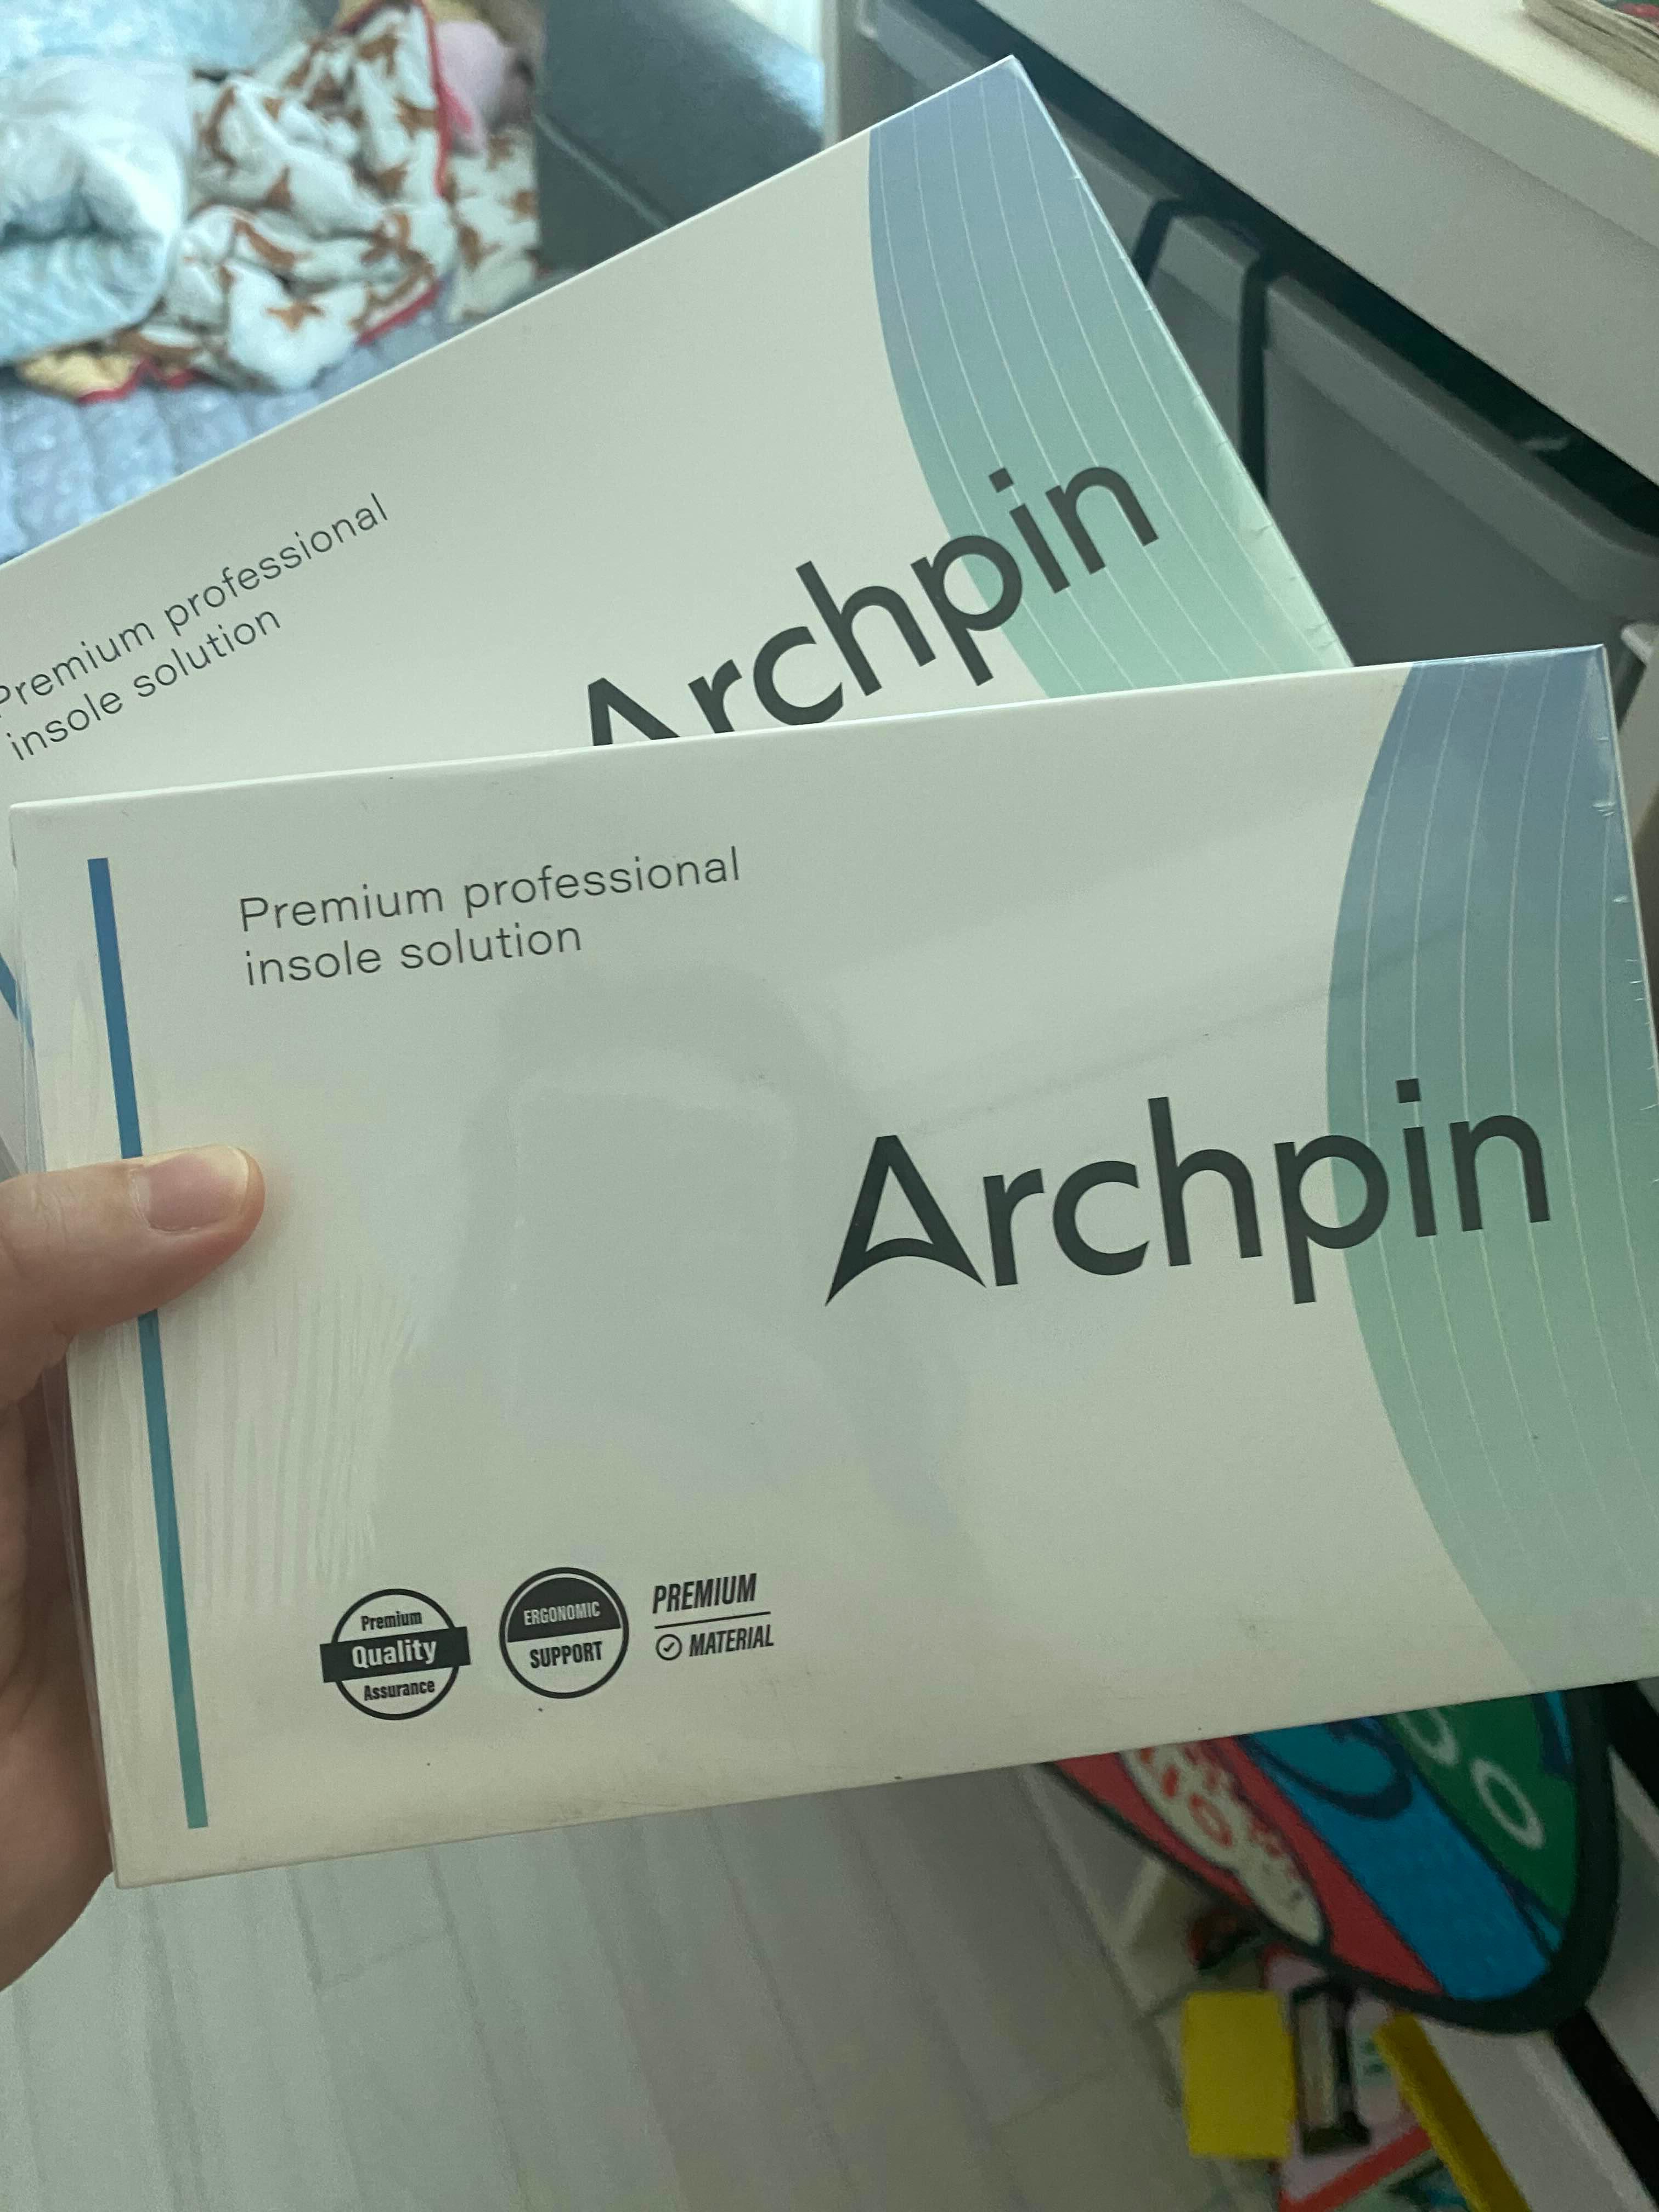 Premium professional
insole solution
Archpin
Premium professional
insole solution
Archpin
Premium
Quality
Assurance
ERGONOMIC
SUPPORT
PREMIUM
MATERIAL